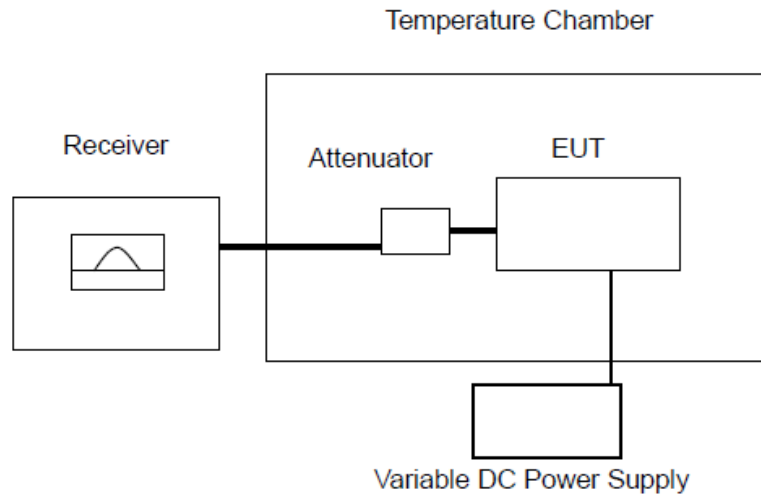 Temperature Chamber
Receiver
Attenuator
EUT
Variable DC Power Supply